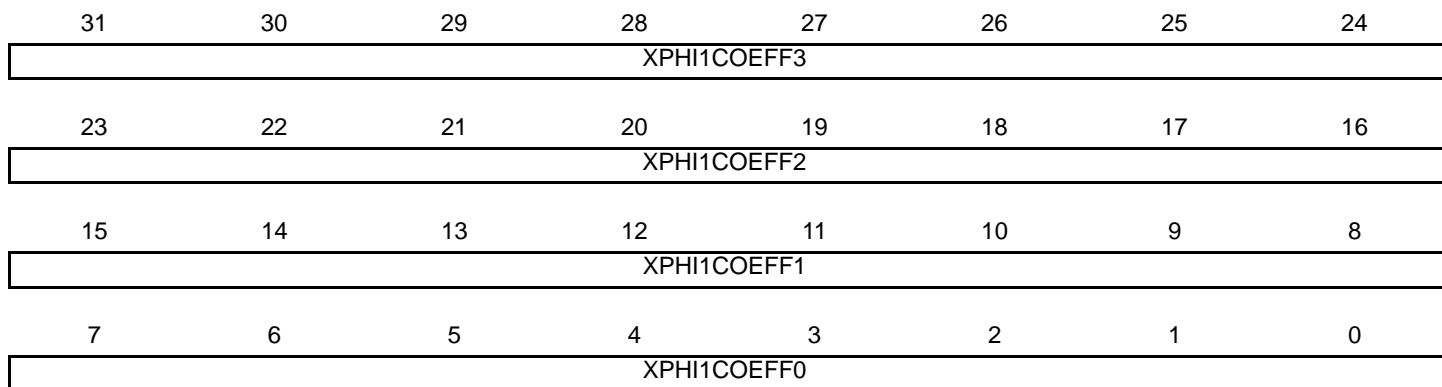 31 30 29 28 27 26 25 24
XPHI1COEFF3
23 22 21 20 19 18 17 16
XPHI1COEFF2
15 14 13 12 11 10 9 8
XPHI1COEFF1
7 6 5 4 3 2 1 0
XPHI1COEFF0